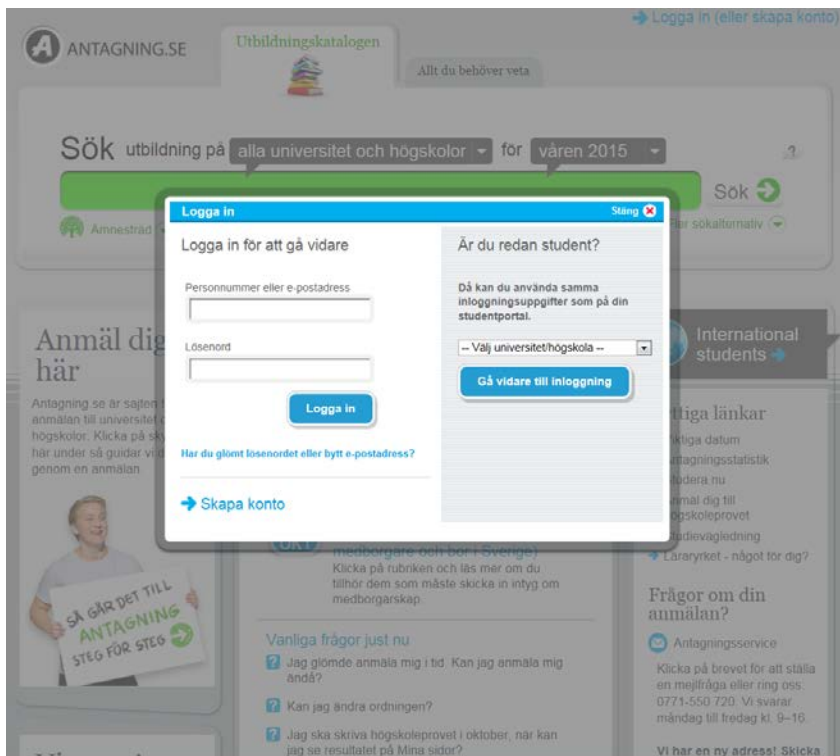 Logga in (eller skapa konto)
ANTAGNING.SE
Utbildningskatalogen
Allt du behöver veta
Sök utbildning på alla universitet och högskolor för våren 2015
?
Sök
Ämnesträd
Fler sökalternativ
Logga in
Stäng
Logga in för att gå vidare
Personnummer eller e-postadress
Lösenord
Logga in
Har du glömt lösenordet eller bytt e-postadress?
Skapa konto
Är du redan student?
Då kan du använda samma
inloggningsuppgifter som på din
studentportal.
-- Välj universitet/högskola --
Gå vidare till inloggning
Anmäl dig
här
Antagning.se är sajten
anmälan till universitet
högskolor. Klicka på
här under så guidar vi
genom en anmälan
SÅ GÅR DET TILL
ANTAGNING
STEG FÖR STEG
OKT
medborgare och bor i Sverige)
Klicka på rubriken och läs mer om du
tillhör dem som måste skicka in intyg om
medborgarskap.
Vanliga frågor just nu
Jag glömde anmäla mig i tid. Kan jag anmäla mig
ändå?
Kan jag ändra ordningen?
Jag ska skriva högskoleprovet i oktober, när kan
jag se resultatet på Mina sidor?
International
students
länkar
datum
nu
dig till
Läraryrket - något för dig?
Frågor om din
anmälan?
Antagningsservice
Klicka på brevet för att ställa
en mejlfråga eller ring oss:
0771-550 720. Vi svarar
måndag till fredag kl. 9–16.
Vi har en ny adress! Skicka